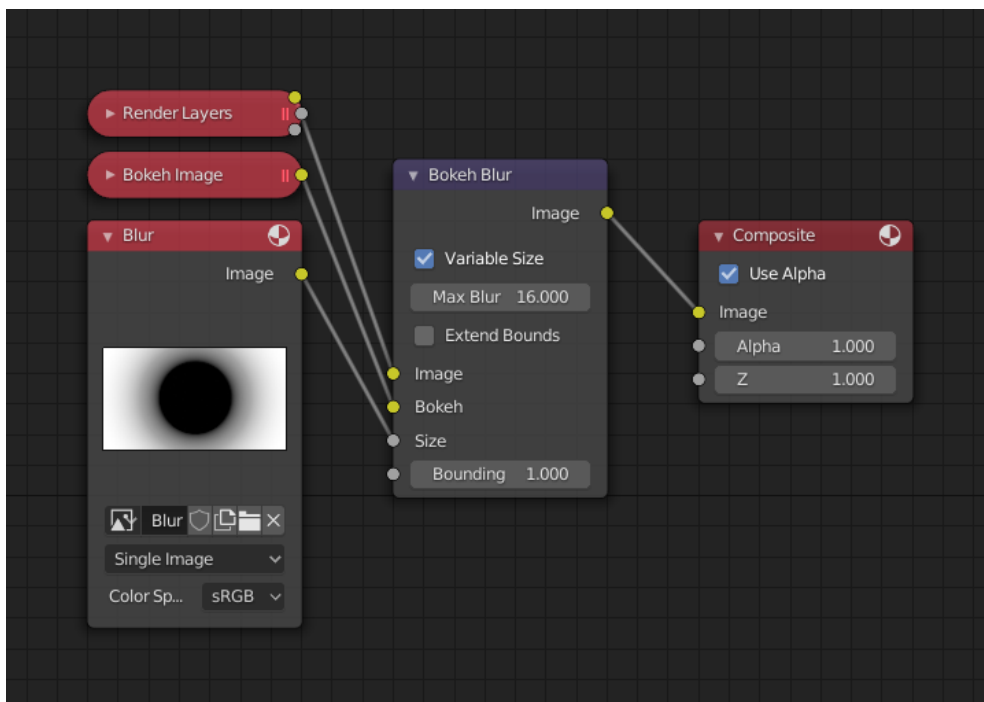 Render Layers
Bokeh Image
Blur
Image
Blur
Single Image
Color Sp... sRGB
Bokeh Blur
Image
Variable Size
Max Blur 16.000
Extend Bounds
Image
Bokeh
Size
Bounding 1.000
Composite
Use Alpha
Image
Alpha 1.000
Z 1.000